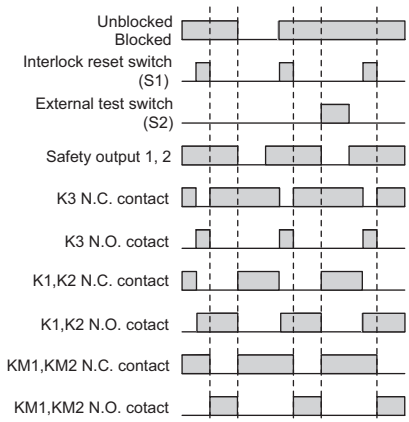 Unblocked
Blocked
Interlock reset switch
(S1)
External test switch
(S2)
Safety output 1, 2
K3 N.C. contact
K3 N.O. cotact
K1,K2 N.C. contact
K1,K2 N.O. cotact
KM1,KM2 N.C. contact
KM1,KM2 N.O. cotact